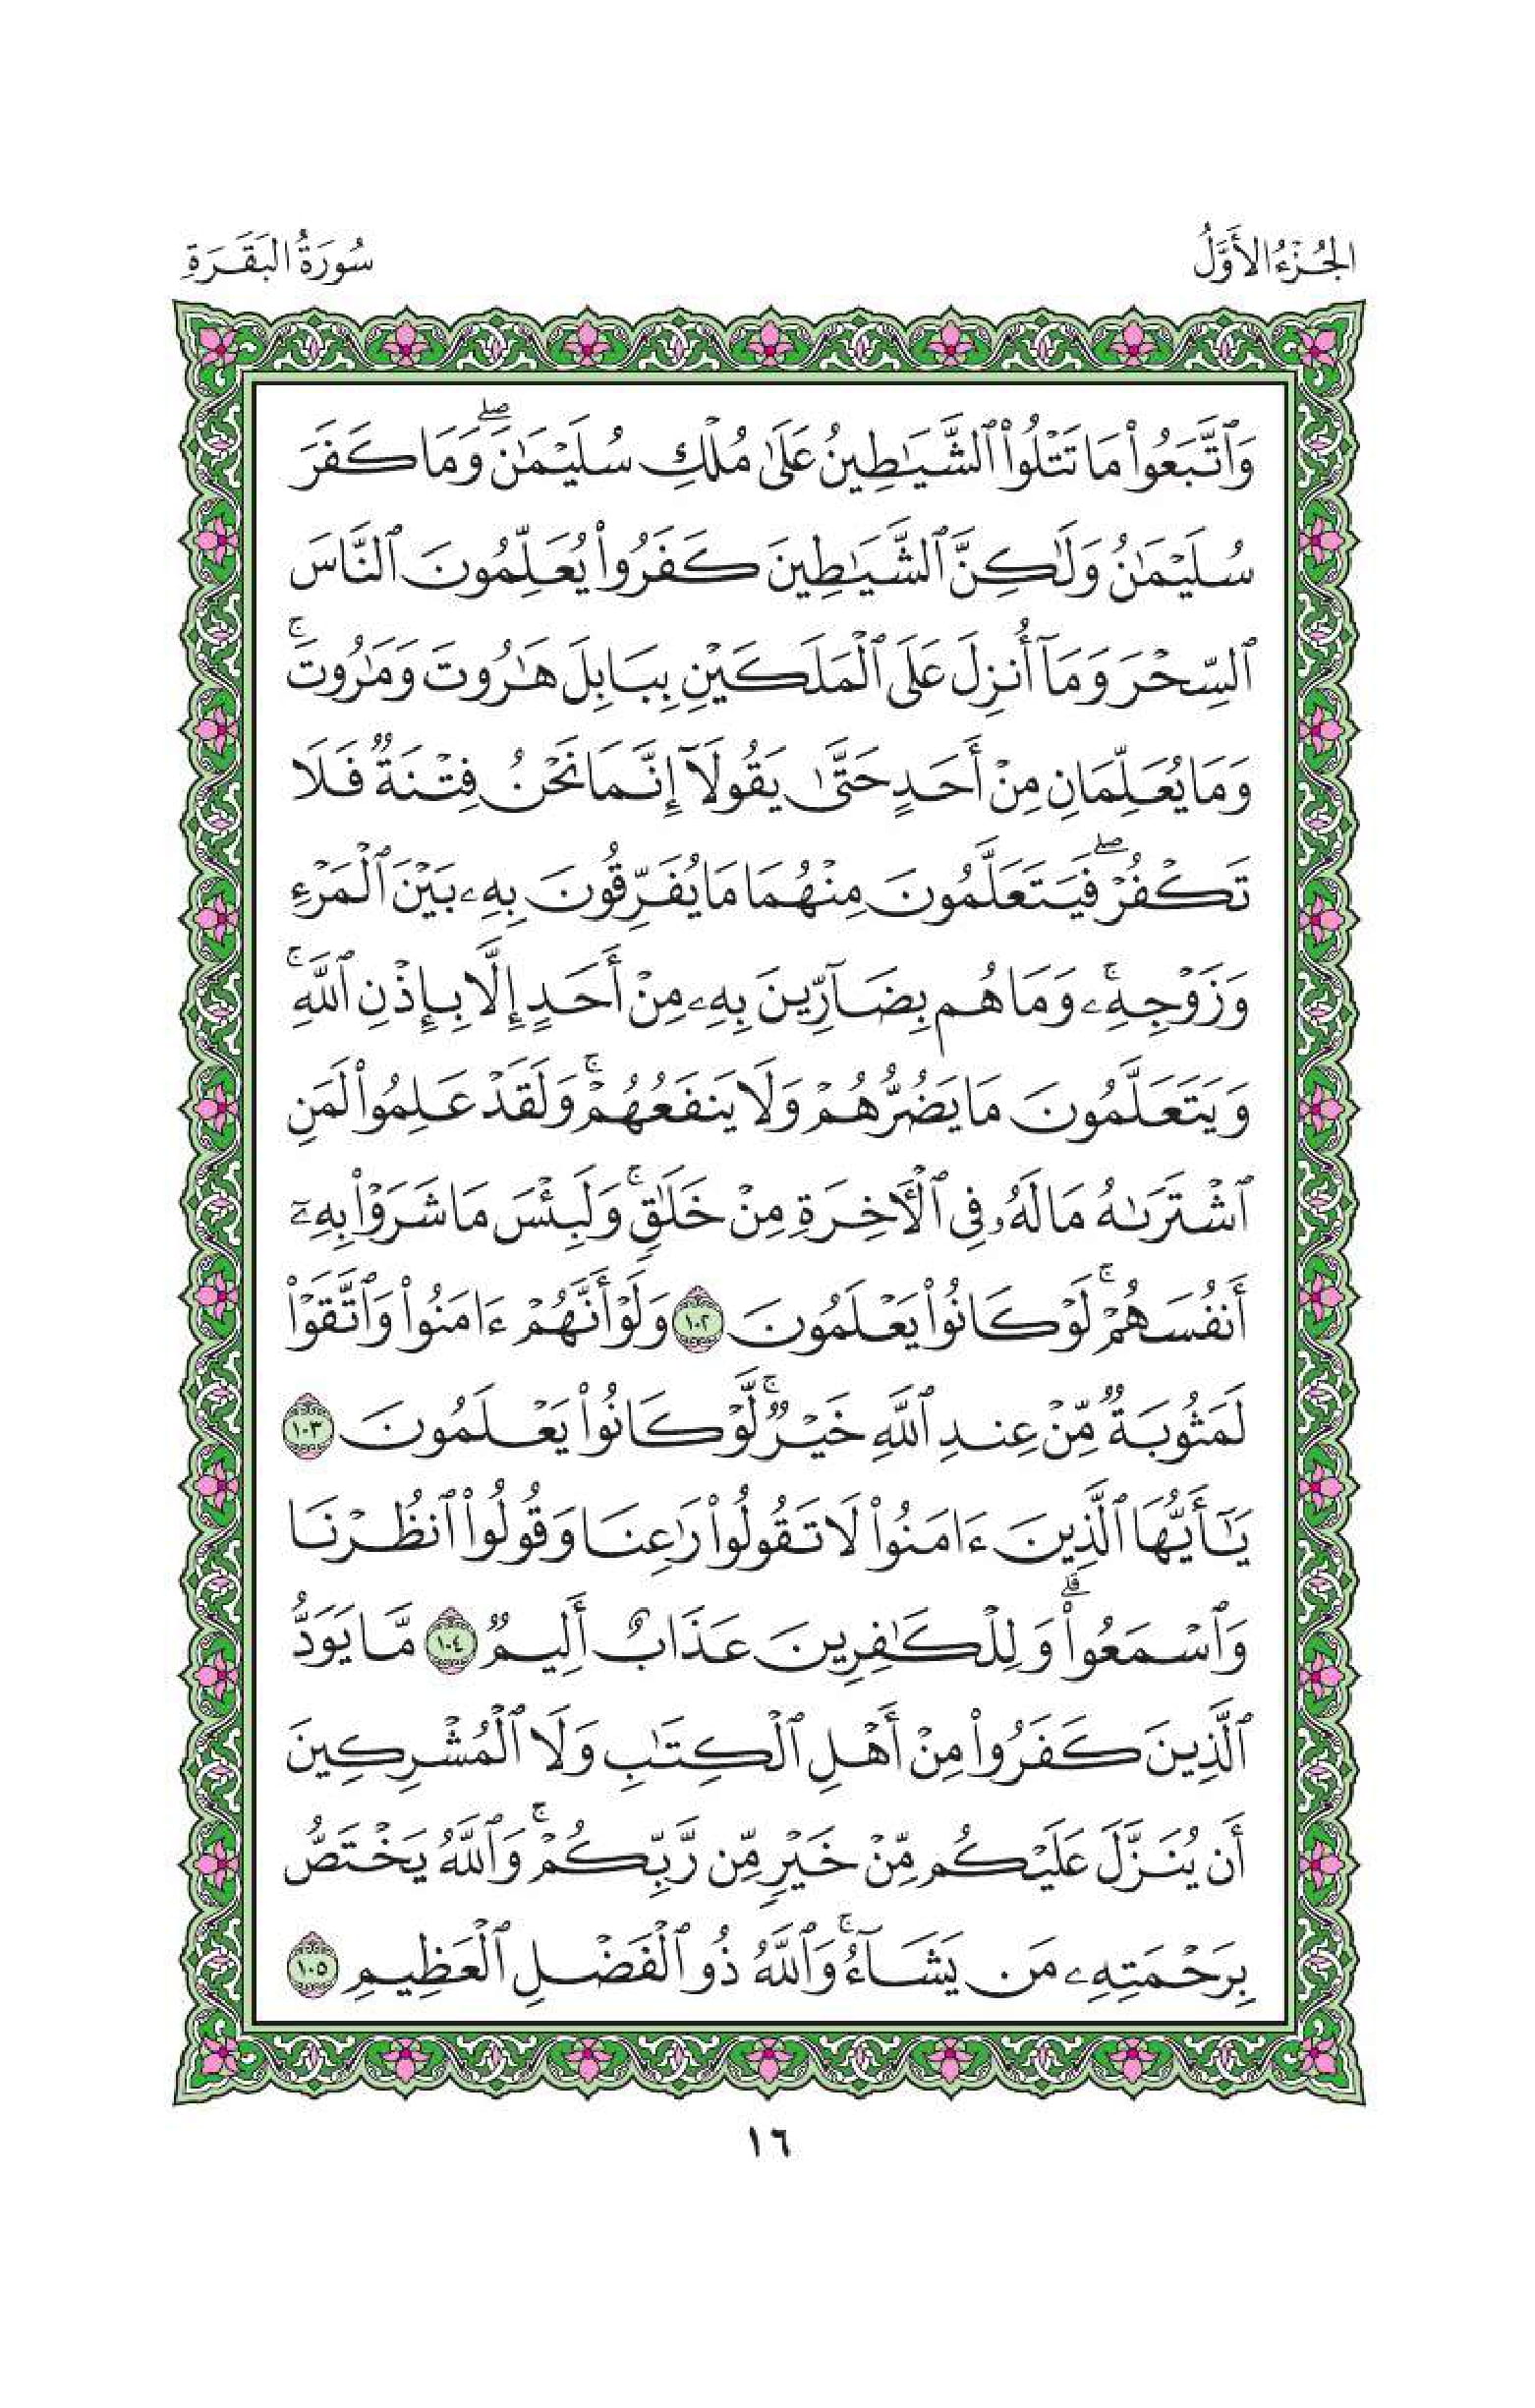 الجُزْءُ الأَوَّلُ
سُورَةُ البَقَرَةِ
وَٱتَّبَعُوا۟ مَا تَتْلُوا۟ ٱلشَّيَـٰطِينُ عَلَىٰ مُلْكِ سُلَيْمَـٰنَ ۖ وَمَا كَفَرَ
سُلَيْمَـٰنُ وَلَـٰكِنَّ ٱلشَّيَـٰطِينَ كَفَرُوا۟ يُعَلِّمُونَ ٱلنَّاسَ
ٱلسِّحْرَ وَمَآ أُنزِلَ عَلَى ٱلْمَلَكَيْنِ بِبَابِلَ هَـٰرُوتَ وَمَـٰرُوتَ ۚ
وَمَا يُعَلِّمَانِ مِنْ أَحَدٍ حَتَّىٰ يَقُولَآ إِنَّمَا نَحْنُ فِتْنَةٌ فَلَا
تَكْفُرْ ۖ فَيَتَعَلَّمُونَ مِنْهُمَا مَا يُفَرِّقُونَ بِهِۦ بَيْنَ ٱلْمَرْءِ
وَزَوْجِهِۦ ۚ وَمَا هُم بِضَآرِّينَ بِهِۦ مِنْ أَحَدٍ إِلَّا بِإِذْنِ ٱللَّهِ ۚ
وَيَتَعَلَّمُونَ مَا يَضُرُّهُمْ وَلَا يَنفَعُهُمْ ۚ وَلَقَدْ عَلِمُوا۟ لَمَنِ
ٱشْتَرَىٰهُ مَا لَهُۥ فِى ٱلْـَٔاخِرَةِ مِنْ خَلَـٰقٍ ۚ وَلَبِئْسَ مَا شَرَوْا۟ بِهِۦٓ
أَنفُسَهُمْ ۚ لَوْ كَانُوا۟ يَعْلَمُونَ ١٠٢ وَلَوْ أَنَّهُمْ ءَامَنُوا۟ وَٱتَّقَوْا۟
لَمَثُوبَةٌ مِّنْ عِندِ ٱللَّهِ خَيْرٌ ۚ لَّوْ كَانُوا۟ يَعْلَمُونَ ١٠٣
يَـٰٓأَيُّهَا ٱلَّذِينَ ءَامَنُوا۟ لَا تَقُولُوا۟ رَٰعِنَا وَقُولُوا۟ ٱنظُرْنَا
وَٱسْمَعُوا۟ ۗ وَلِلْكَـٰفِرِينَ عَذَابٌ أَلِيمٌ ١٠٤ مَّا يَوَدُّ
ٱلَّذِينَ كَفَرُوا۟ مِنْ أَهْلِ ٱلْكِتَـٰبِ وَلَا ٱلْمُشْرِكِينَ
أَن يُنَزَّلَ عَلَيْكُم مِّنْ خَيْرٍ مِّن رَّبِّكُمْ ۚ وَٱللَّهُ يَخْتَصُّ
بِرَحْمَتِهِۦ مَن يَشَآءُ ۚ وَٱللَّهُ ذُو ٱلْفَضْلِ ٱلْعَظِيمِ ١٠٥
١٦